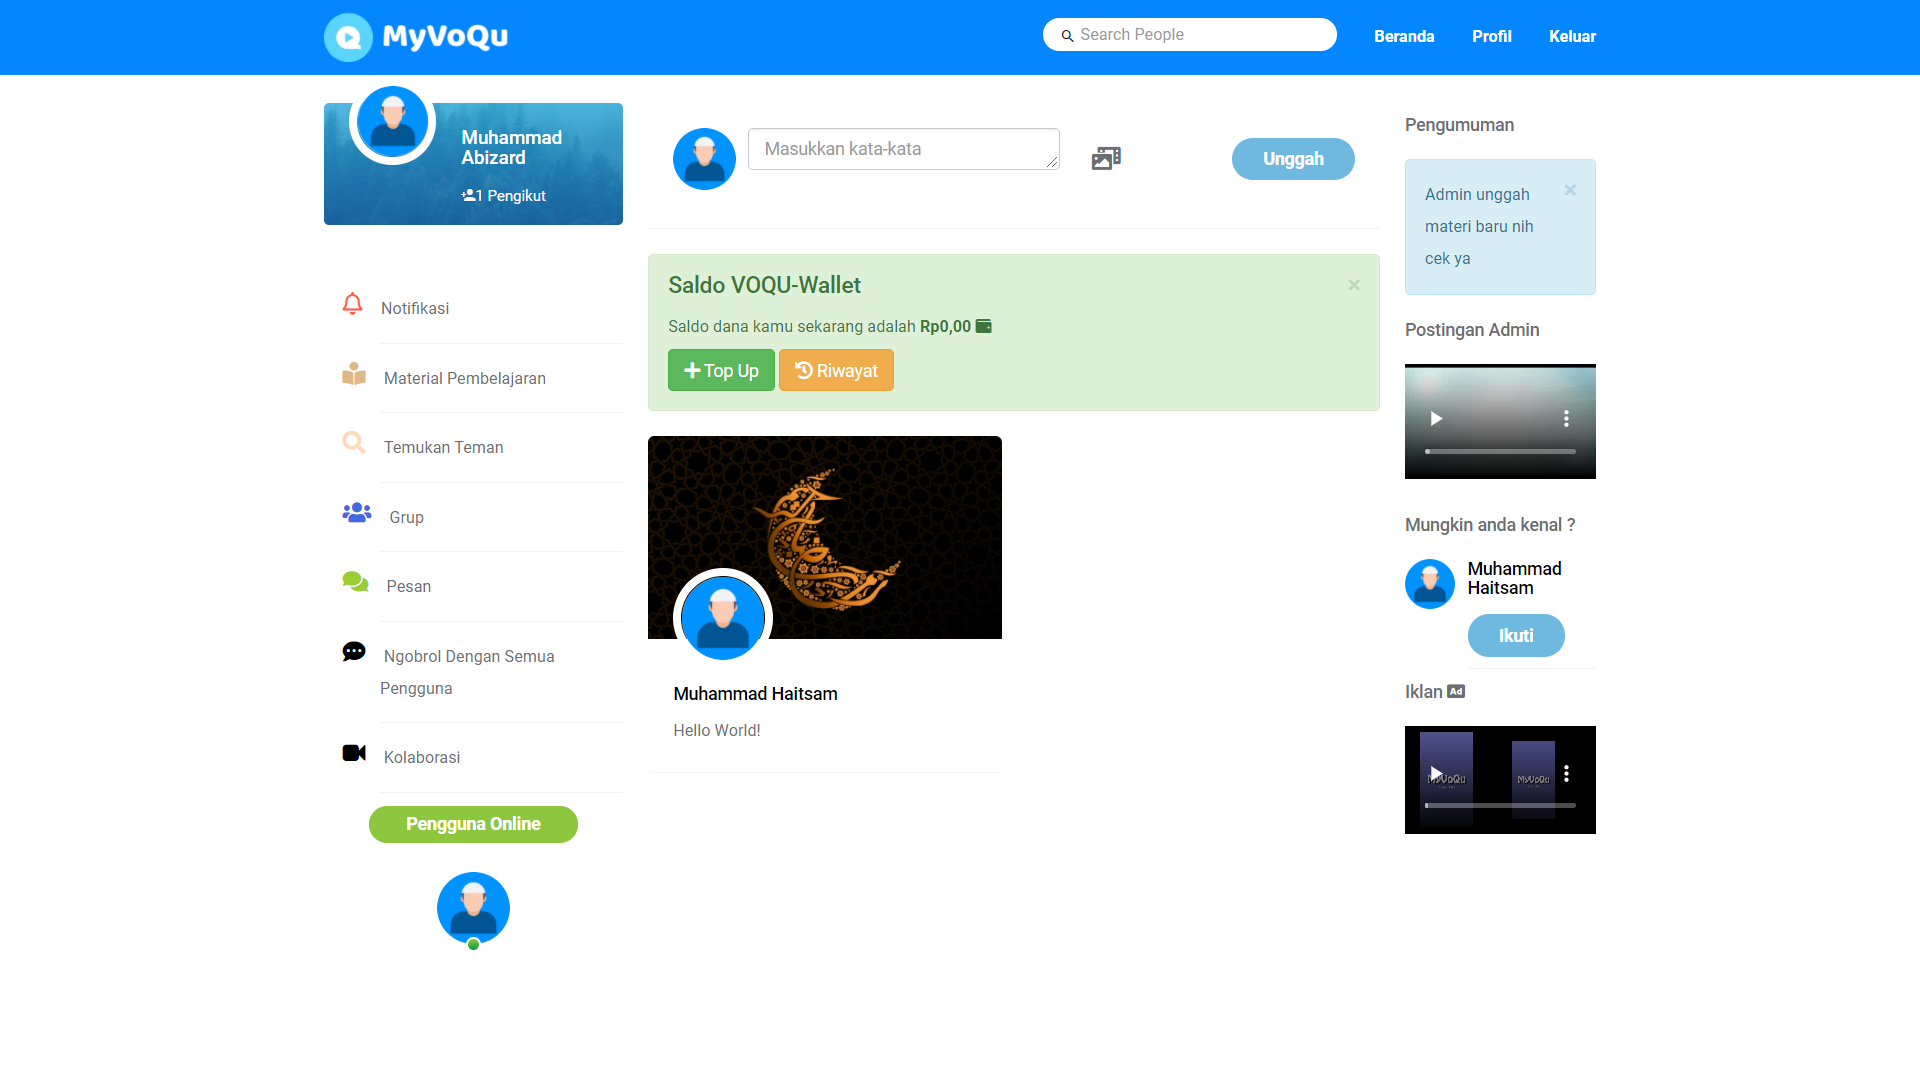 MyVoQu
Search People
Beranda
Profil
Keluar
Muhammad
Abizard
1 Pengikut
Notifikasi
Material Pembelajaran
Temukan Teman
Grup
Pesan
Ngobrol Dengan Semua
Pengguna
Kolaborasi
Pengguna Online
Masukkan kata-kata
Unggah
Saldo VOQU-Wallet
×
Saldo dana kamu sekarang adalah Rp0,00
Top Up
Riwayat
Muhammad Haitsam
Hello World!
Pengumuman
Admin unggah
materi baru nih
cek ya
×
Postingan Admin
Mungkin anda kenal ?
Muhammad
Haitsam
Ikuti
Iklan Ad
MyVoQu
MyVoQu